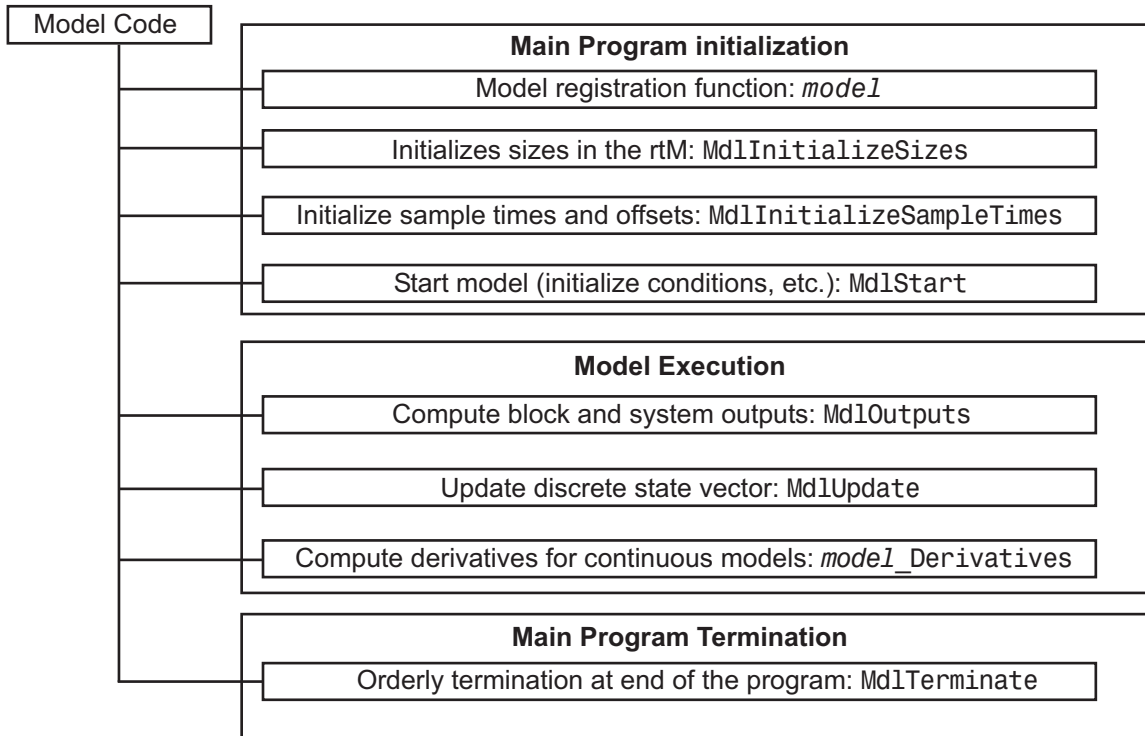 Model Code
Main Program initialization
Model registration function: model
Initializes sizes in the rtM: MdlInitializeSizes
Initialize sample times and offsets: MdlInitializeSampleTimes
Start model (initialize conditions, etc.): MdlStart
Model Execution
Compute block and system outputs: MdlOutputs
Update discrete state vector: MdlUpdate
Compute derivatives for continuous models: model_Derivatives
Main Program Termination
Orderly termination at end of the program: MdlTerminate